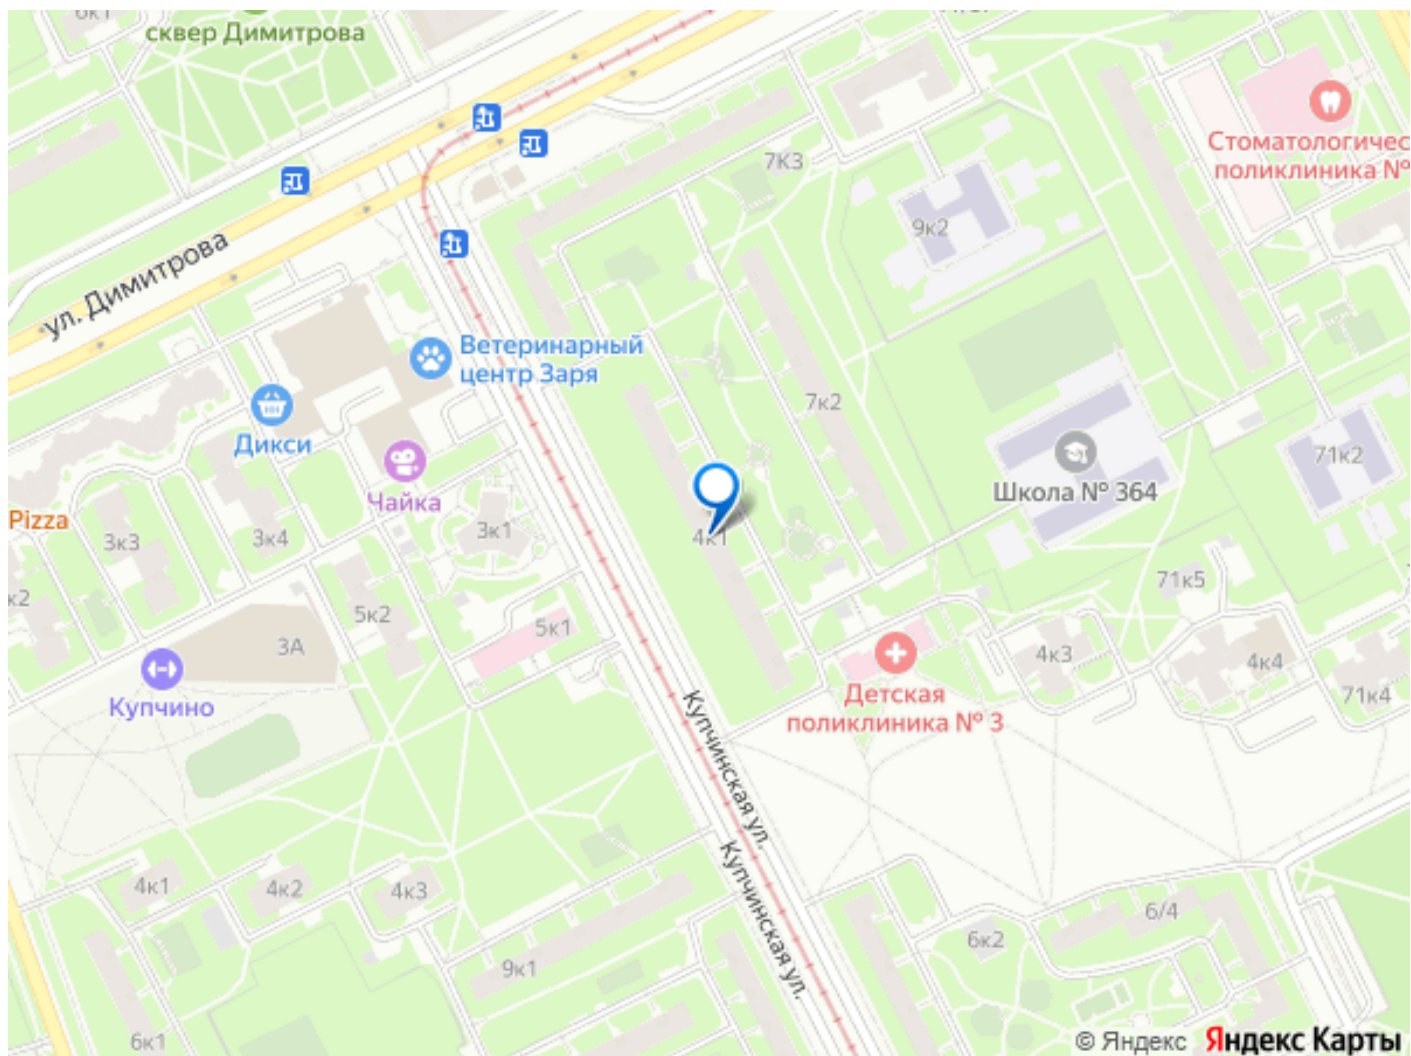 6к1
сквер Димитрова
Стоматологичес
поликлиника №
7К3
9к2
ул. Димитрова
Ветеринарный
центр Заря
Дикси
7к2
Чайка
71к2
Школа № 364
Pizza
3к3
3к4
3к1
4к1
к2
5к2
5к1
71к5
3А
4к3
4к4
Купчино
Детская
поликлиника № 3
71к4
Купчинская ул.
Купчинская ул.
4к1
4к2
4к3
6/4
6к2
9к1
6к1
© Яндекс Яндекс Карты